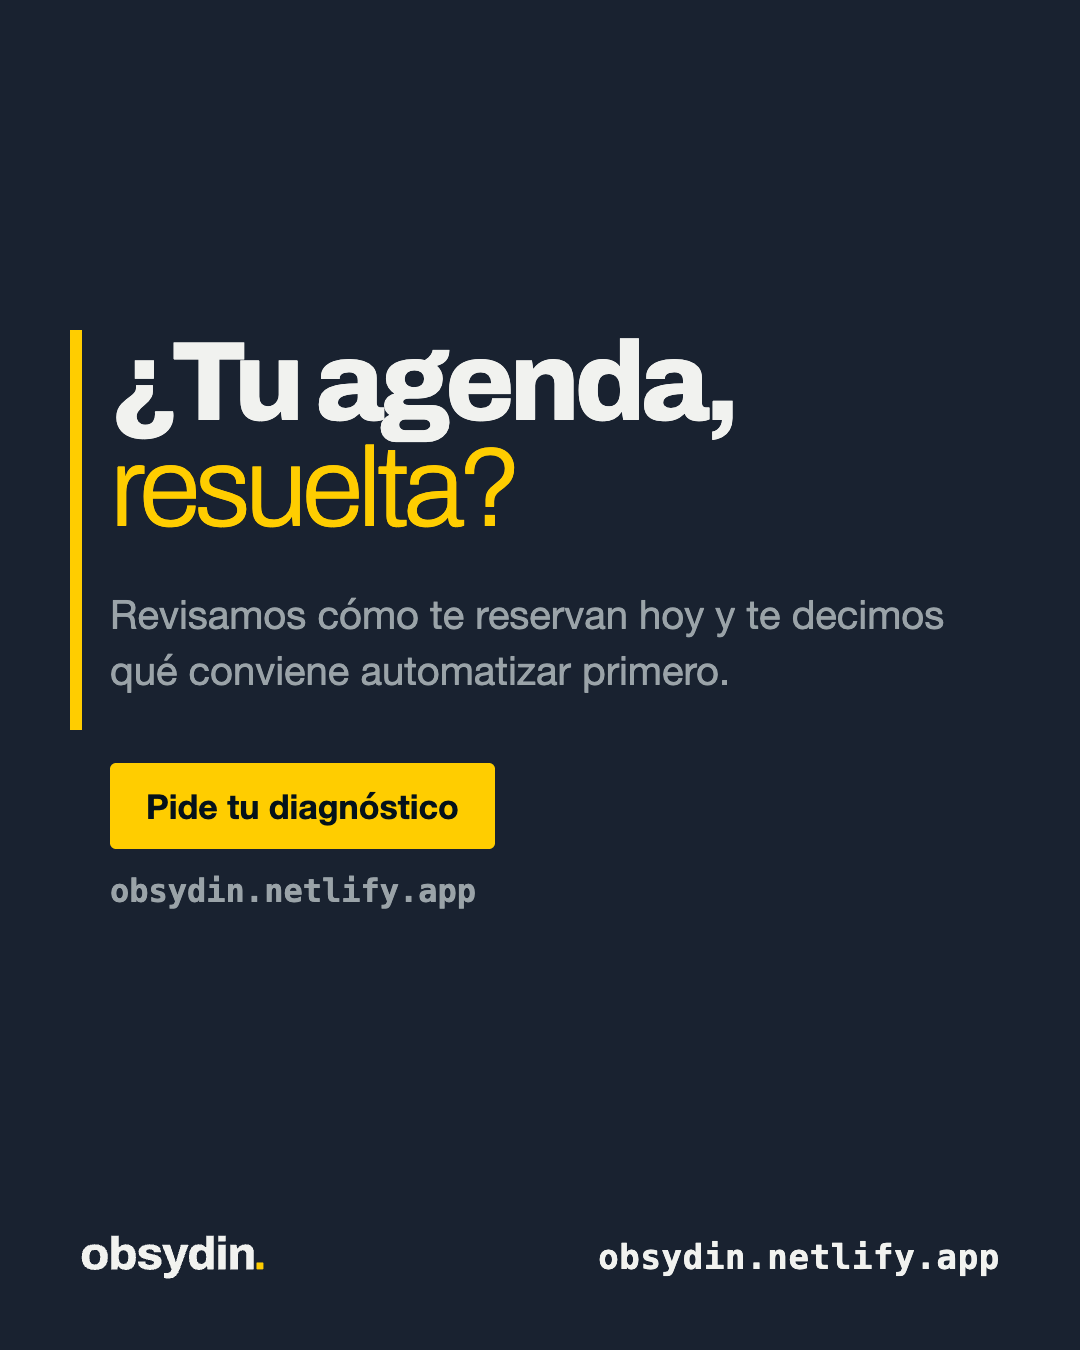 ¿Tu agenda,
resuelta?
Revisamos cómo te reservan hoy y te decimos
qué conviene automatizar primero.
Pide tu diagnóstico
obsydin.netlify.app
obsydin.
obsydin.netlify.app